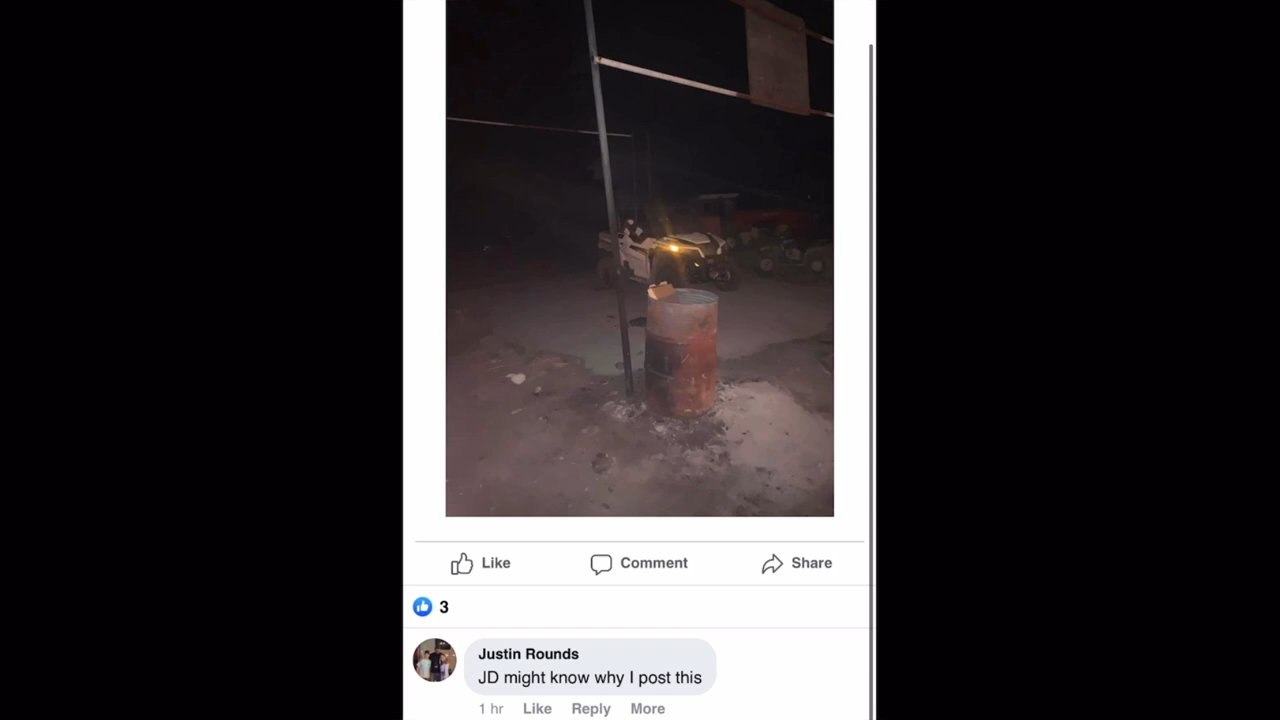 Like Comment Share
3
Justin Rounds
JD might know why I post this
1 hr Like Reply More